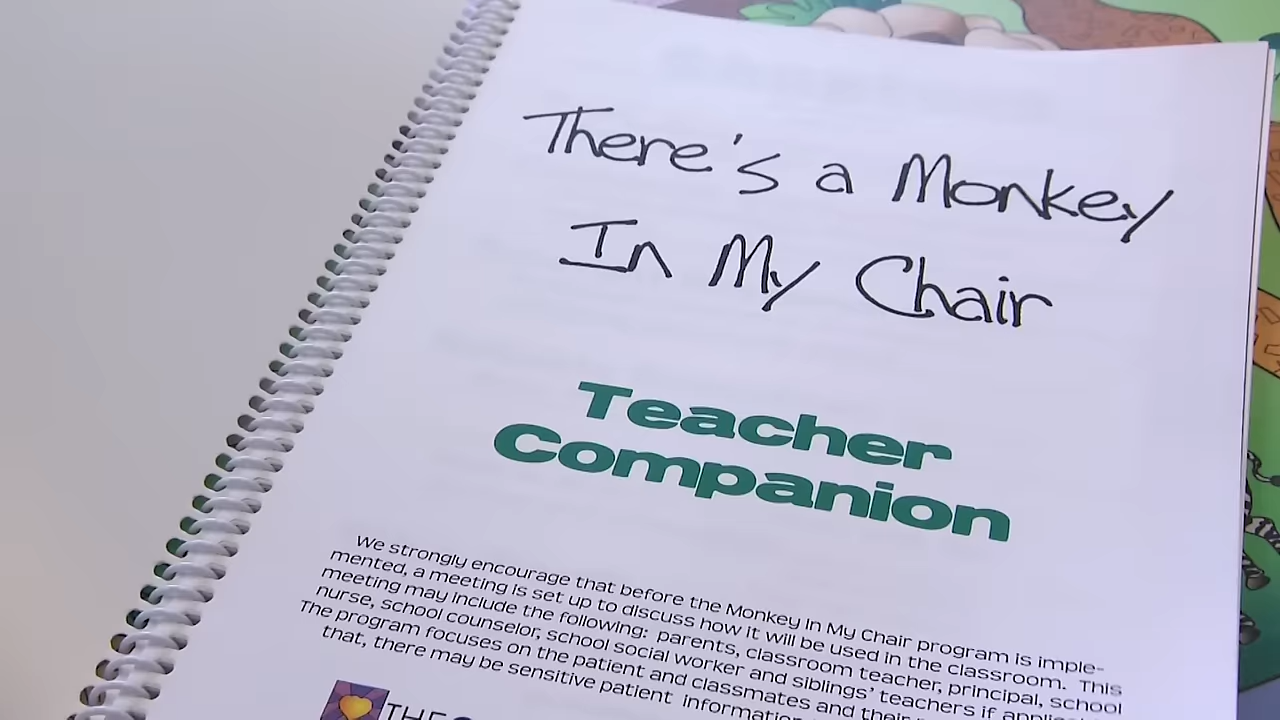 There's a Monkey
In My Chair
Teacher
Companion
We strongly encourage that before the Monkey In My Chair program is imple-
mented, a meeting is set up to discuss how it will be used in the classroom. This
meeting may include the following: parents, classroom teacher, principal, school
nurse, school counselor, school social worker and siblings' teachers if
The program focuses on the patient and classmates and their
that, there may be sensitive patient
THE